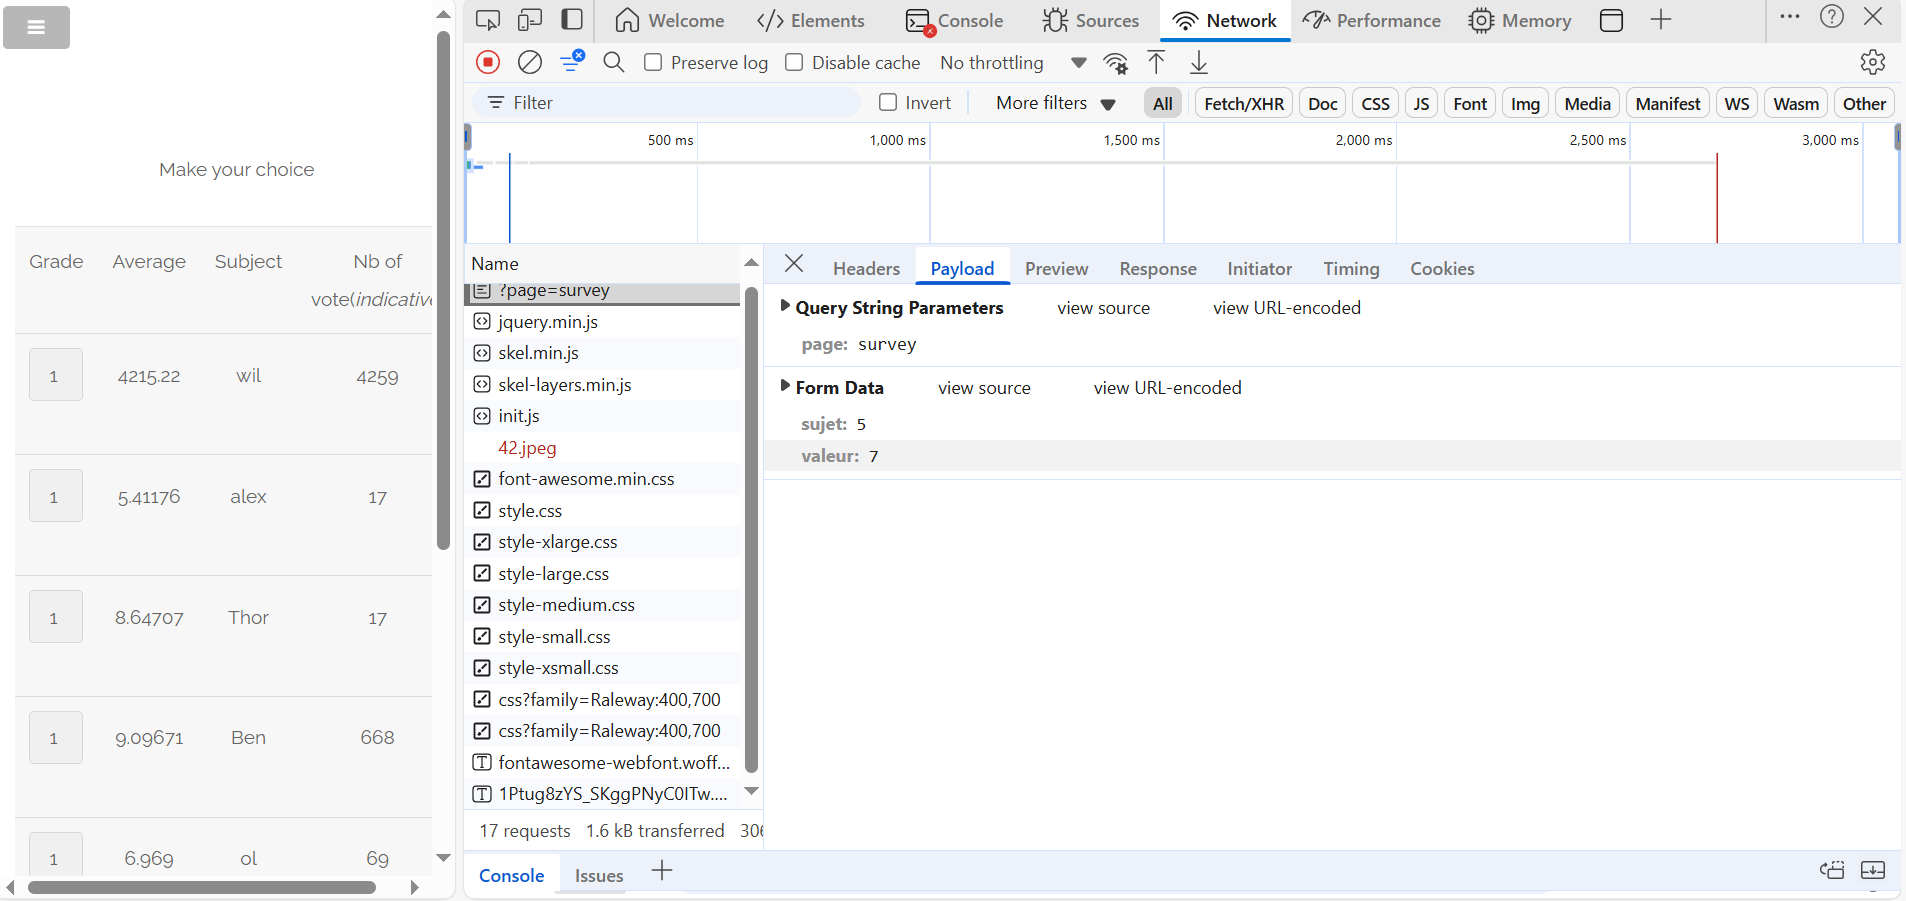 Make your choice
Grade Average Subject Nb of
vote(indicative
1 4215.22 wil 4259
1 5.41176 alex 17
1 8.64707 Thor 17
1 9.09671 Ben 668
1 6.969 ol 69
Welcome Elements Console Sources Network Performance Memory
Preserve log Disable cache No throttling
Filter Invert More filters All Fetch/XHR Doc CSS JS Font Img Media Manifest WS Wasm Other
500 ms 1,000 ms 1,500 ms 2,000 ms 2,500 ms 3,000 ms
Name
?page=survey
jquery.min.js
skel.min.js
skel-layers.min.js
init.js
42.jpeg
font-awesome.min.css
style.css
style-xlarge.css
style-large.css
style-medium.css
style-small.css
style-xsmall.css
css?family=Raleway:400,700
css?family=Raleway:400,700
fontawesome-webfont.woff...
1Ptug8zYS_SKggPNyC0ITw....
17 requests 1.6 kB transferred 306
Headers Payload Preview Response Initiator Timing Cookies
Query String Parameters view source view URL-encoded
page: survey
Form Data view source view URL-encoded
sujet: 5
valeur: 7
Console Issues